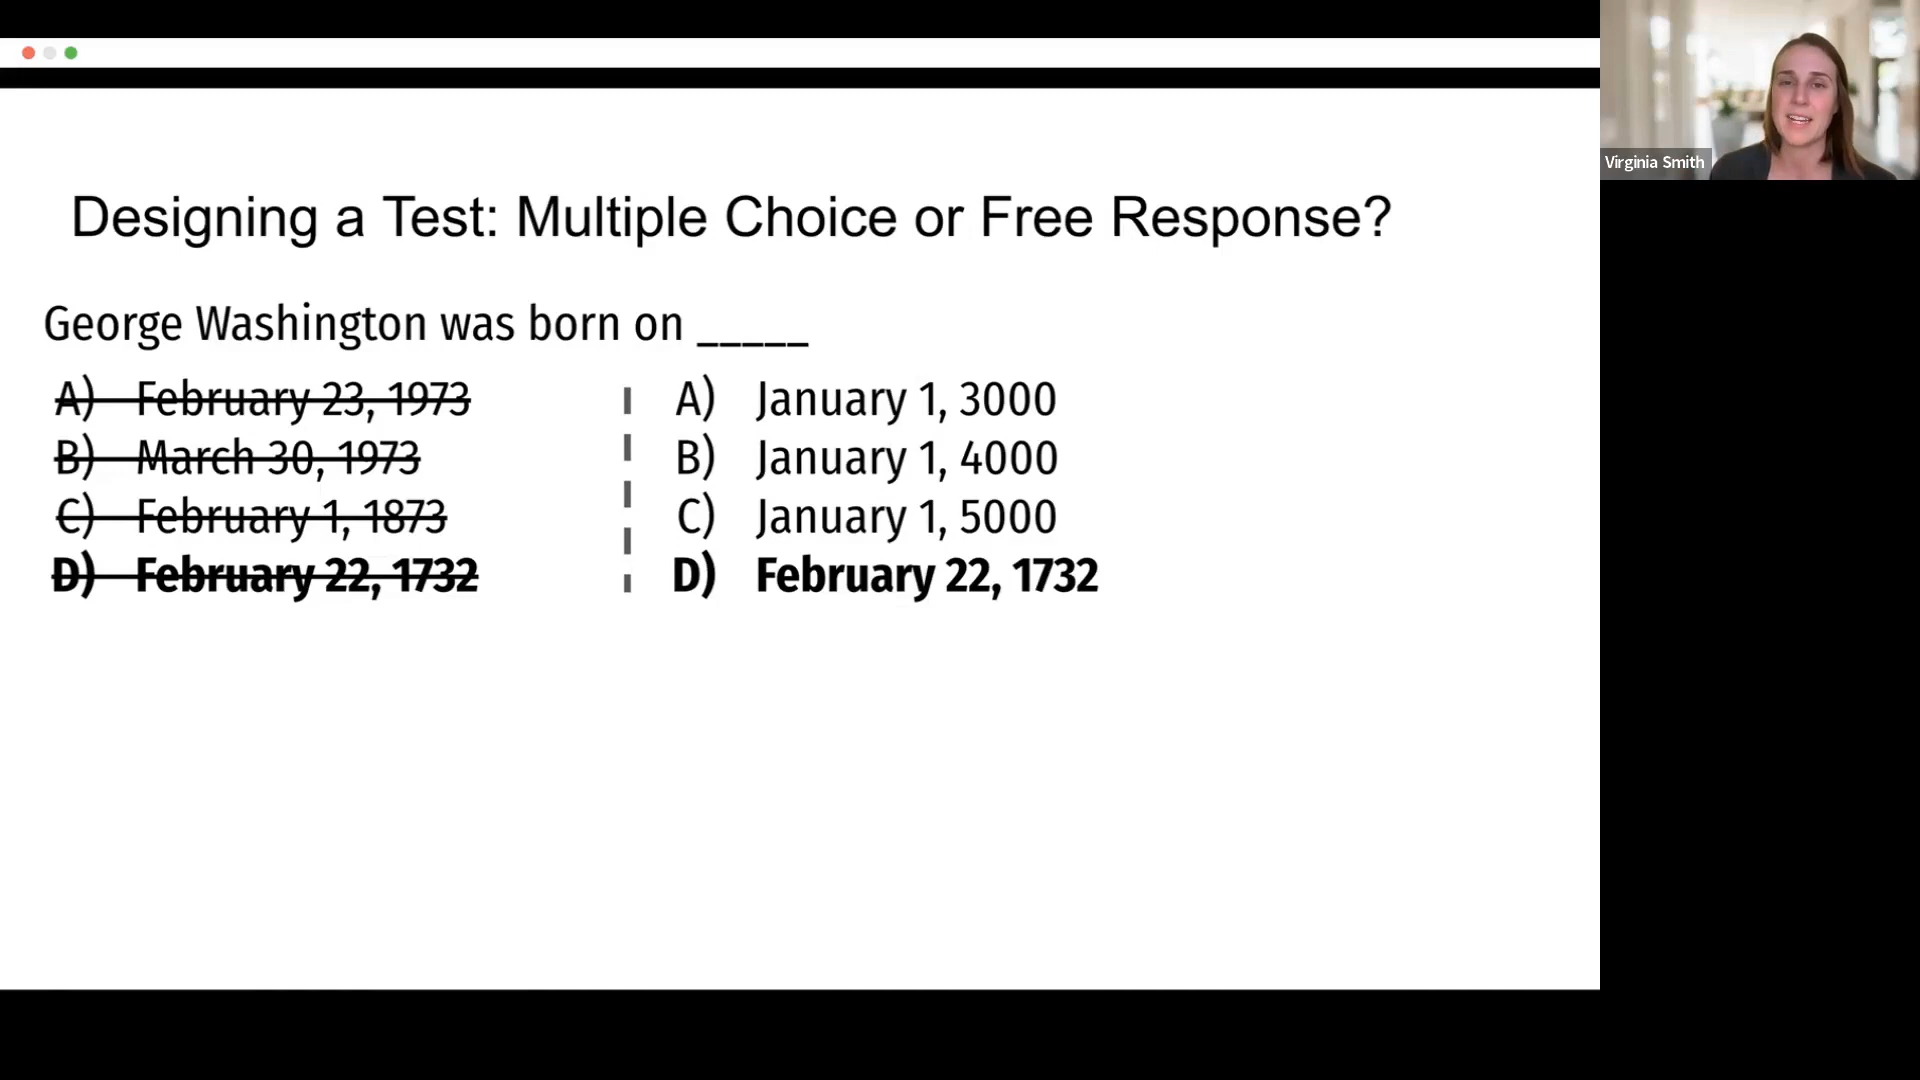 Virginia Smith
Designing a Test: Multiple Choice or Free Response?
George Washington was born on _____
A) February 23, 1973
B) March 30, 1973
C) February 1, 1873
D) February 22, 1732
A) January 1, 3000
B) January 1, 4000
C) January 1, 5000
D) February 22, 1732